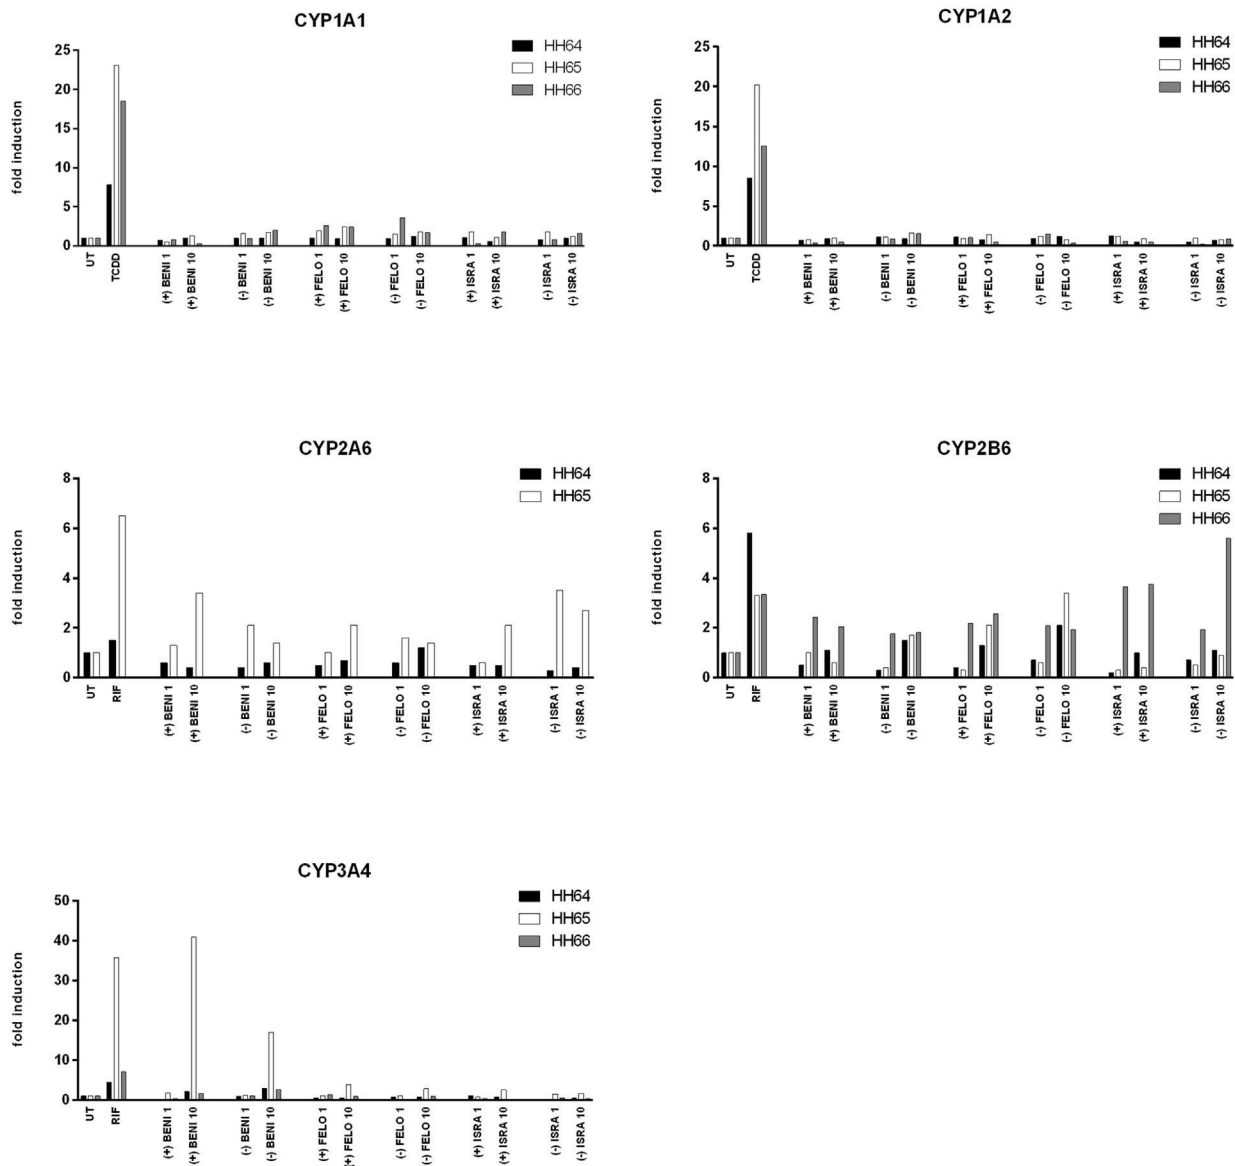 CYP1A1
HH64
HH65
HH66
fold induction
25
20
15
10
5
0
UT
TCDD
(+) BENI 1
(+) BENI 10
(-) BENI 1
(-) BENI 10
(+) FELO 1
(+) FELO 10
(-) FELO 1
(-) FELO 10
(+) ISRA 1
(+) ISRA 10
(-) ISRA 1
(-) ISRA 10
CYP1A2
HH64
HH65
HH66
fold induction
25
20
15
10
5
0
UT
TCDD
(+) BENI 1
(+) BENI 10
(-) BENI 1
(-) BENI 10
(+) FELO 1
(+) FELO 10
(-) FELO 1
(-) FELO 10
(+) ISRA 1
(+) ISRA 10
(-) ISRA 1
(-) ISRA 10
CYP2A6
HH64
HH65
fold induction
8
6
4
2
0
UT
RIF
(+) BENI 1
(+) BENI 10
(-) BENI 1
(-) BENI 10
(+) FELO 1
(+) FELO 10
(-) FELO 1
(-) FELO 10
(+) ISRA 1
(+) ISRA 10
(-) ISRA 1
(-) ISRA 10
CYP2B6
HH64
HH65
HH66
fold induction
8
6
4
2
0
UT
RIF
(+) BENI 1
(+) BENI 10
(-) BENI 1
(-) BENI 10
(+) FELO 1
(+) FELO 10
(-) FELO 1
(-) FELO 10
(+) ISRA 1
(+) ISRA 10
(-) ISRA 1
(-) ISRA 10
CYP3A4
HH64
HH65
HH66
fold induction
50
40
30
20
10
0
UT
RIF
(+) BENI 1
(+) BENI 10
(-) BENI 1
(-) BENI 10
(+) FELO 1
(+) FELO 10
(-) FELO 1
(-) FELO 10
(+) ISRA 1
(+) ISRA 10
(-) ISRA 1
(-) ISRA 10